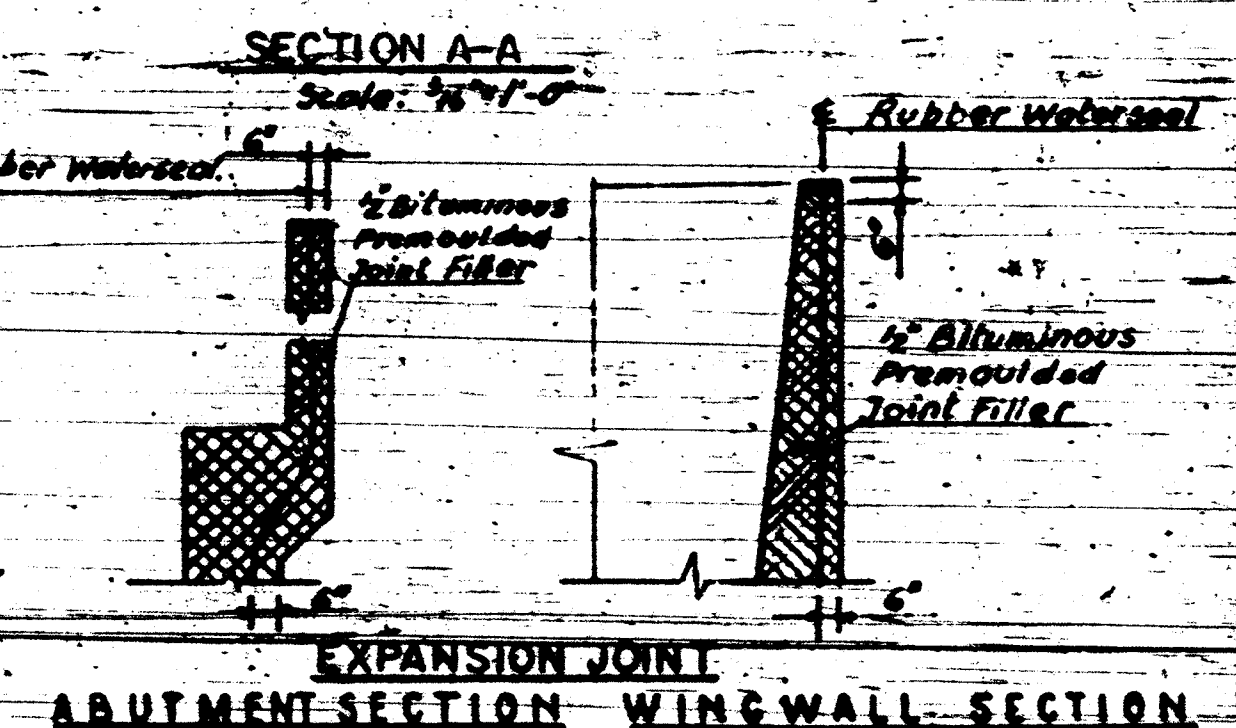 SECTION A-A
Scale: 3/16"=1'-0"
6"
ber Waterseal.
1/2" Bituminous
Premoulded
Joint Filler
6"
℄ Rubber Waterseal
6"
1/2" Bituminous
Premoulded
Joint Filler
6"
EXPANSION JOINT
ABUTMENT SECTION
WINGWALL SECTION